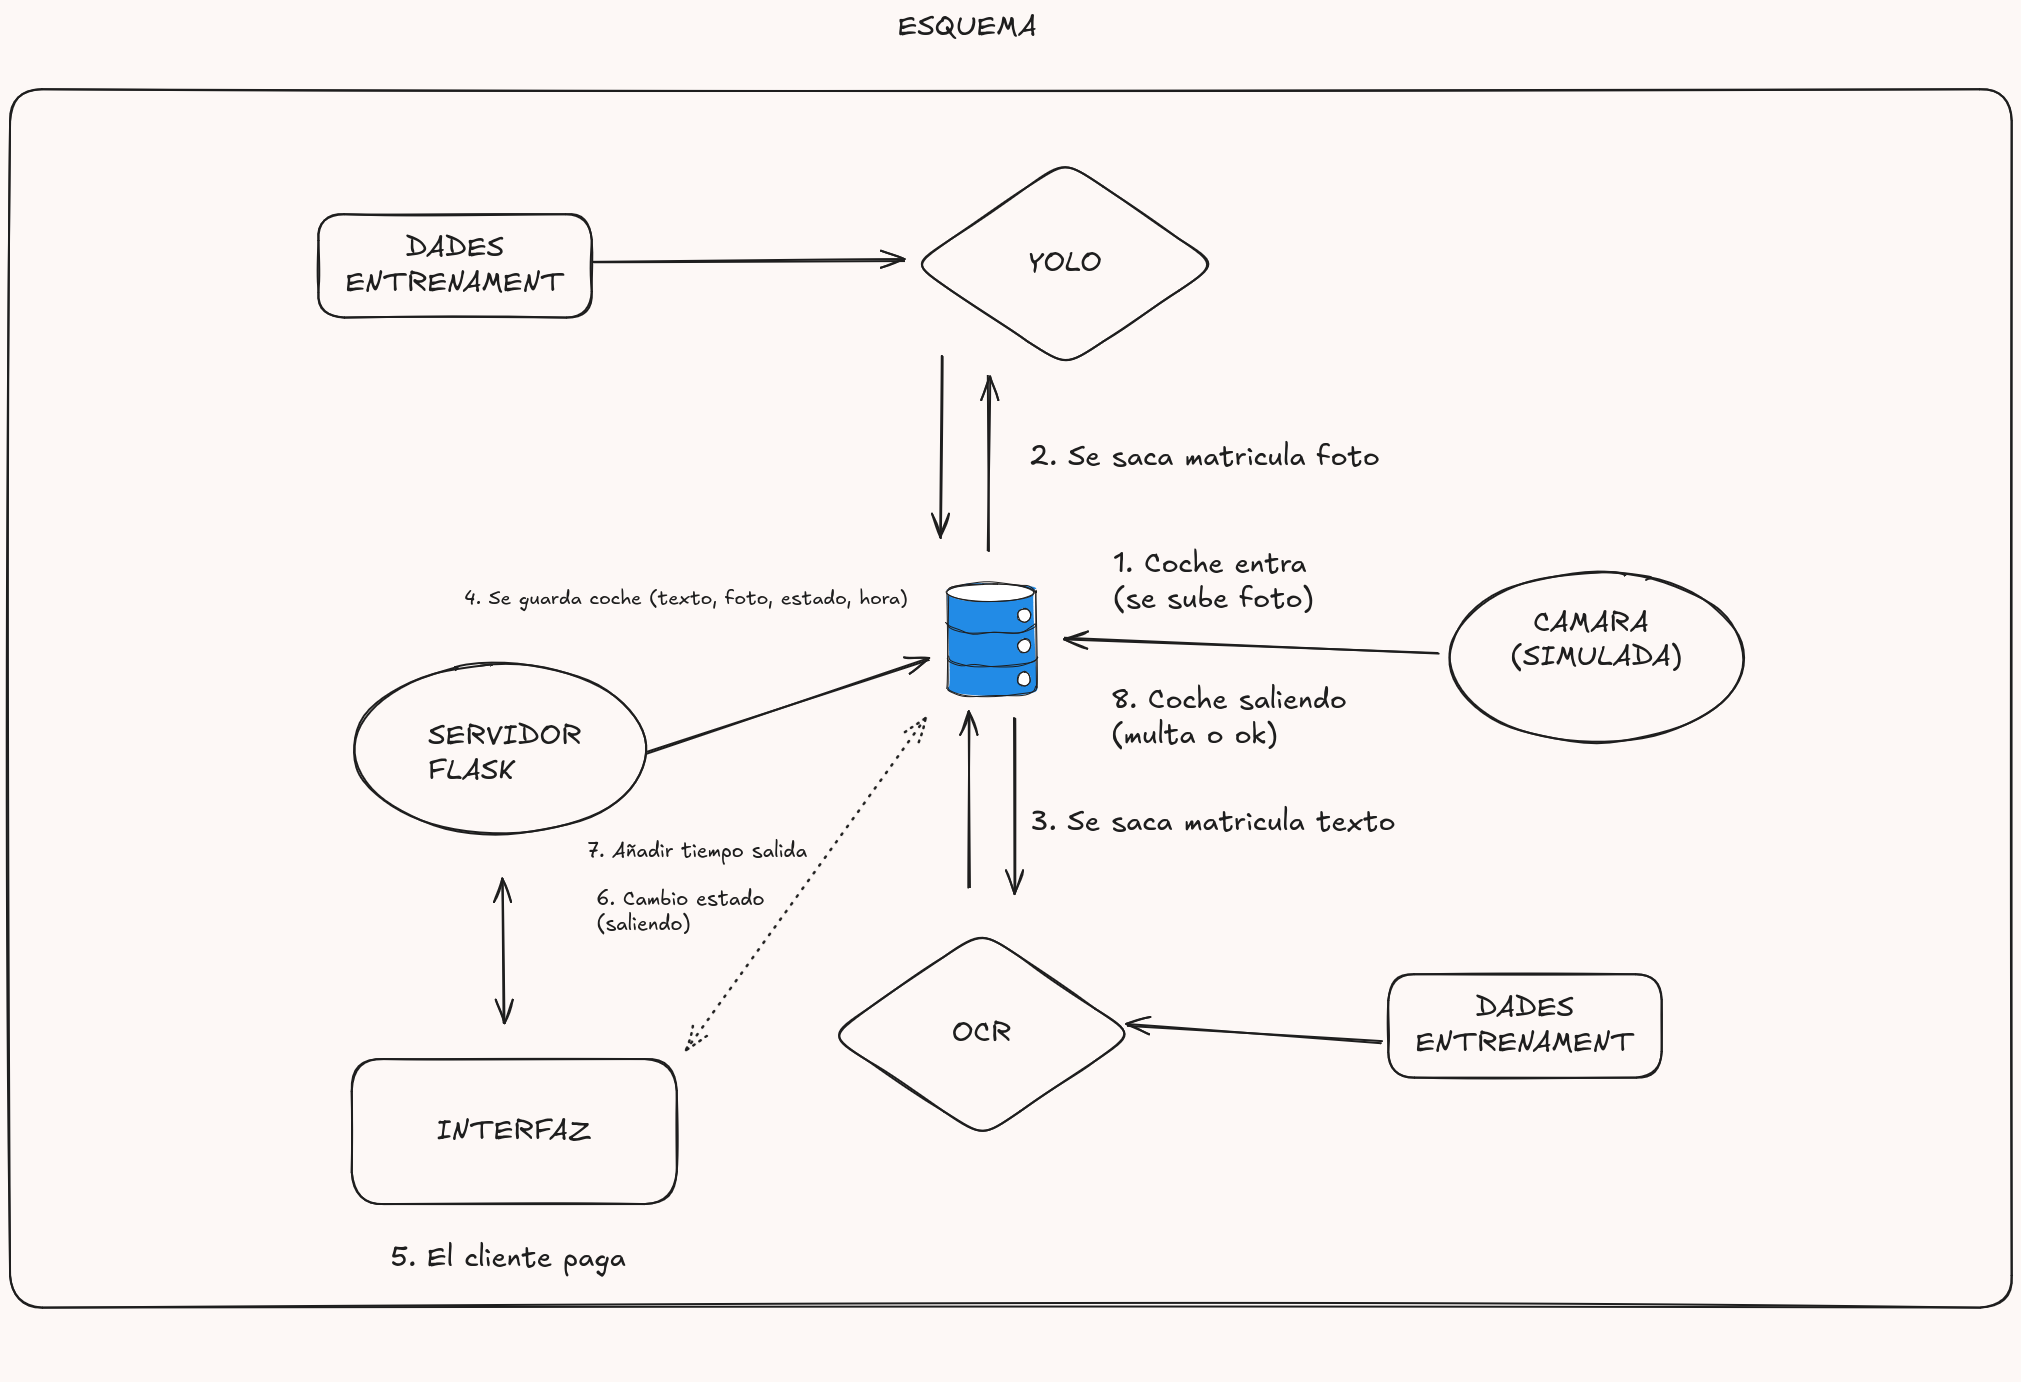 ESQUEMA
DADES
ENTRENAMENT
YOLO
2. Se saca matricula foto
1. Coche entra
(se sube foto)
4. Se guarda coche (texto, foto, estado, hora)
CAMARA
(SIMULADA)
8. Coche saliendo
(multa o ok)
SERVIDOR
FLASK
3. Se saca matricula texto
7. Añadir tiempo salida
6. Cambio estado
(saliendo)
OCR
DADES
ENTRENAMENT
INTERFAZ
5. El cliente paga